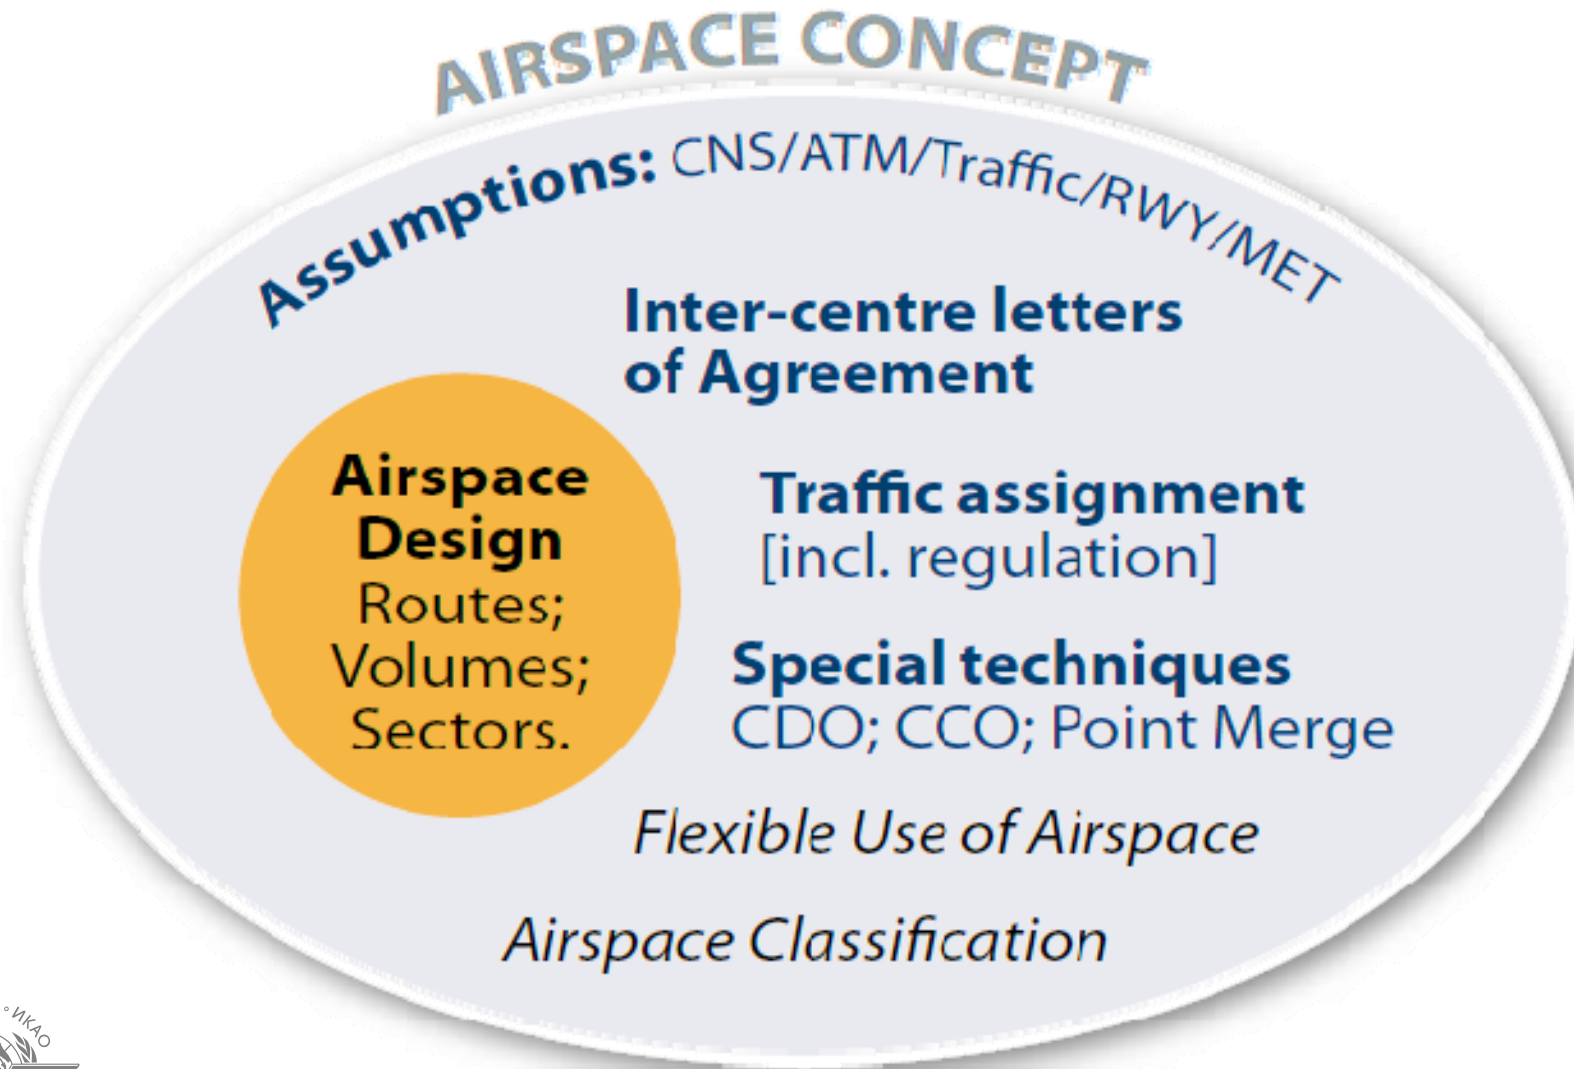 AIRSPACE CONCEPT
Assumptions: CNS/ATM/Traffic/RWY/MET
Inter-centre letters
of Agreement
Airspace
Design
Routes;
Volumes;
Sectors.
Traffic assignment
[incl. regulation]
Special techniques
CDO; CCO; Point Merge
Flexible Use of Airspace
Airspace Classification
ИКАО